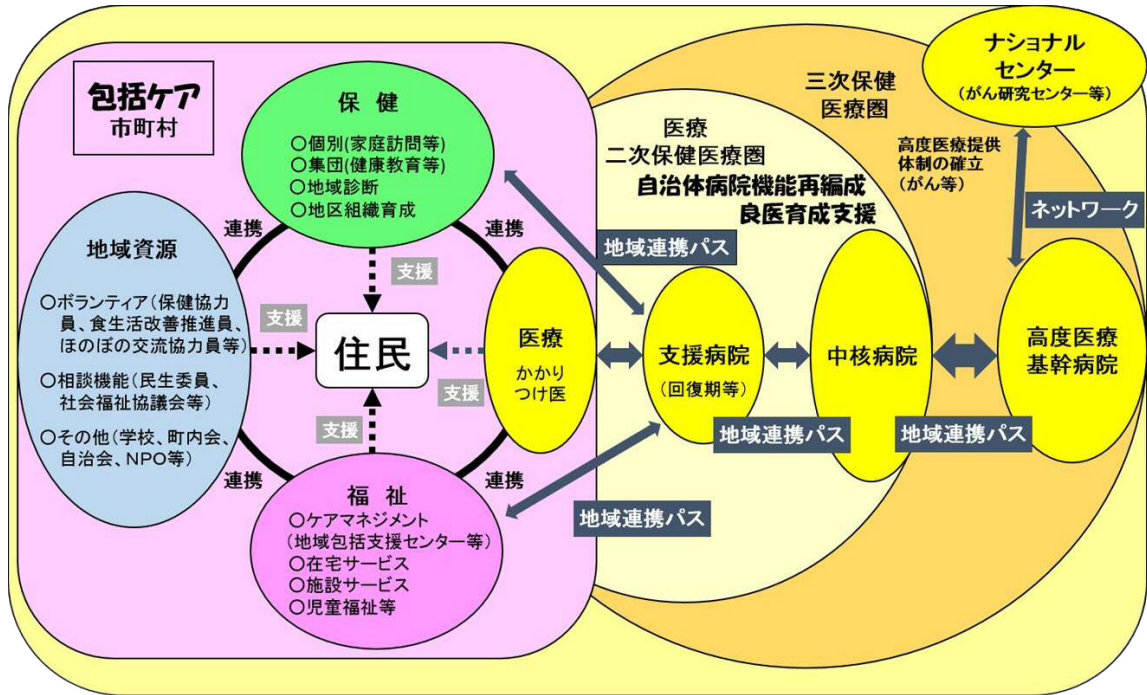 包括ケア
市町村
保 健
○個別(家庭訪問等)
○集団(健康教育等)
○地域診断
○地区組織育成
連携
連携
地域資源
○ボランティア(保健協力
員、食生活改善推進員、
ほのぼの交流協力員等)
○相談機能(民生委員、
社会福祉協議会等)
○その他(学校、町内会、
自治会、NPO等)
支援
支援
住民
支援
支援
医療
かかり
つけ医
連携
連携
福 祉
○ケアマネジメント
(地域包括支援センター等)
○在宅サービス
○施設サービス
○児童福祉等
医療
二次保健医療圏
自治体病院機能再編成
良医育成支援
地域連携パス
支援病院
(回復期等)
中核病院
地域連携パス
地域連携パス
地域連携パス
三次保健
医療圏
ナショナル
センター
(がん研究センター等)
高度医療提供
体制の確立
(がん等)
ネットワーク
高度医療
基幹病院